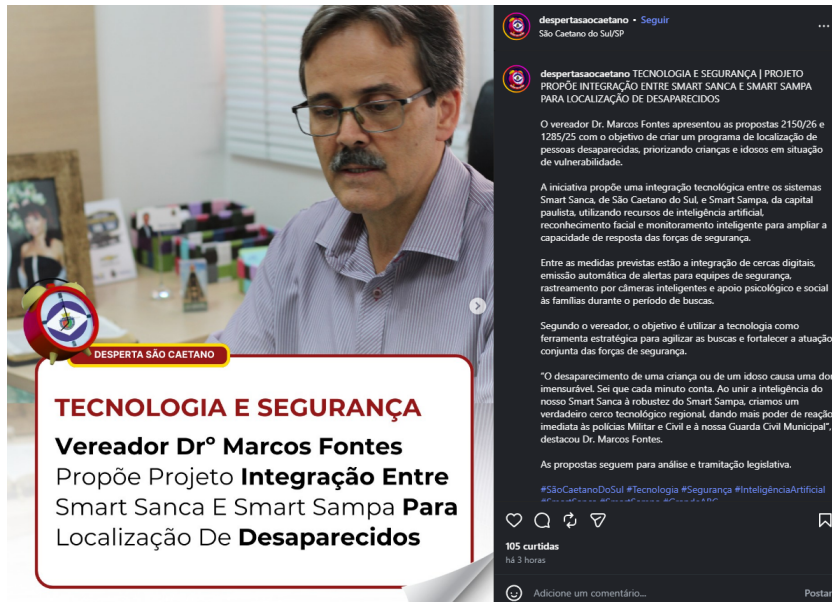 DESPERTA SÃO CAETANO
TECNOLOGIA E SEGURANÇA
Vereador Drº Marcos Fontes
Propõe Projeto Integração Entre
Smart Sanca E Smart Sampa Para
Localização De Desaparecidos
despertasaocaetano • Seguir
São Caetano do Sul/SP
despertasaocaetano TECNOLOGIA E SEGURANÇA | PROJETO
PROPÕE INTEGRAÇÃO ENTRE SMART SANCA E SMART SAMPA
PARA LOCALIZAÇÃO DE DESAPARECIDOS
O vereador Dr. Marcos Fontes apresentou as propostas 2150/26 e
1285/25 com o objetivo de criar um programa de localização de
pessoas desaparecidas, priorizando crianças e idosos em situação
de vulnerabilidade.
A iniciativa propõe uma integração tecnológica entre os sistemas
Smart Sanca, de São Caetano do Sul, e Smart Sampa, da capital
paulista, utilizando recursos de inteligência artificial,
reconhecimento facial e monitoramento inteligente para ampliar a
capacidade de resposta das forças de segurança.
Entre as medidas previstas estão a integração de cercas digitais,
emissão automática de alertas para equipes de segurança,
rastreamento por câmeras inteligentes e apoio psicológico e social
às famílias durante o período de buscas.
Segundo o vereador, o objetivo é utilizar a tecnologia como
ferramenta estratégica para agilizar as buscas e fortalecer a atuação
conjunta das forças de segurança.
"O desaparecimento de uma criança ou de um idoso causa uma dor
imensurável. Sei que cada minuto conta. Ao unir a inteligência do
nosso Smart Sanca à robustez do Smart Sampa, criamos um
verdadeiro cerco tecnológico regional, dando mais poder de reação
imediata às polícias Militar e Civil e à nossa Guarda Civil Municipal",
destacou Dr. Marcos Fontes.
As propostas seguem para análise e tramitação legislativa.
#SãoCaetanoDoSul #Tecnologia #Segurança #InteligênciaArtificial
#SmartSanca #SmartSampa #GrandeABC
105 curtidas
há 3 horas
Adicione um comentário...
Postar